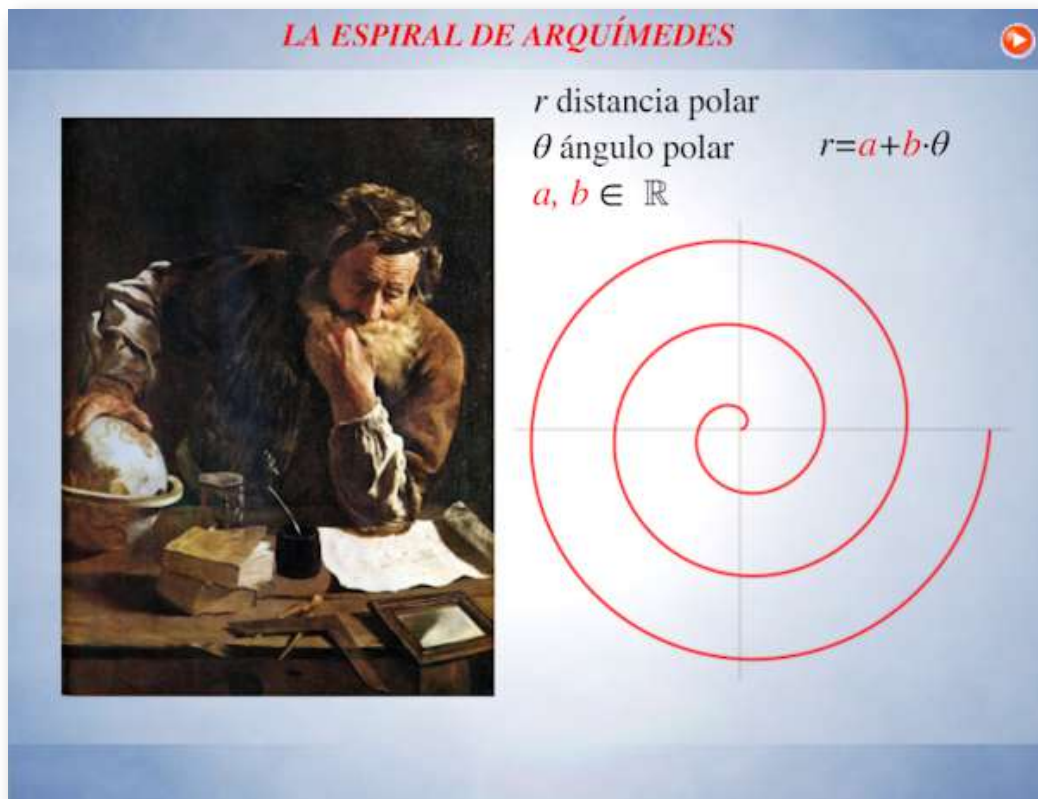 LA ESPIRAL DE ARQUÍMEDES
r distancia polar
θ ángulo polar
r=a+b·θ
a, b ∈ ℝ